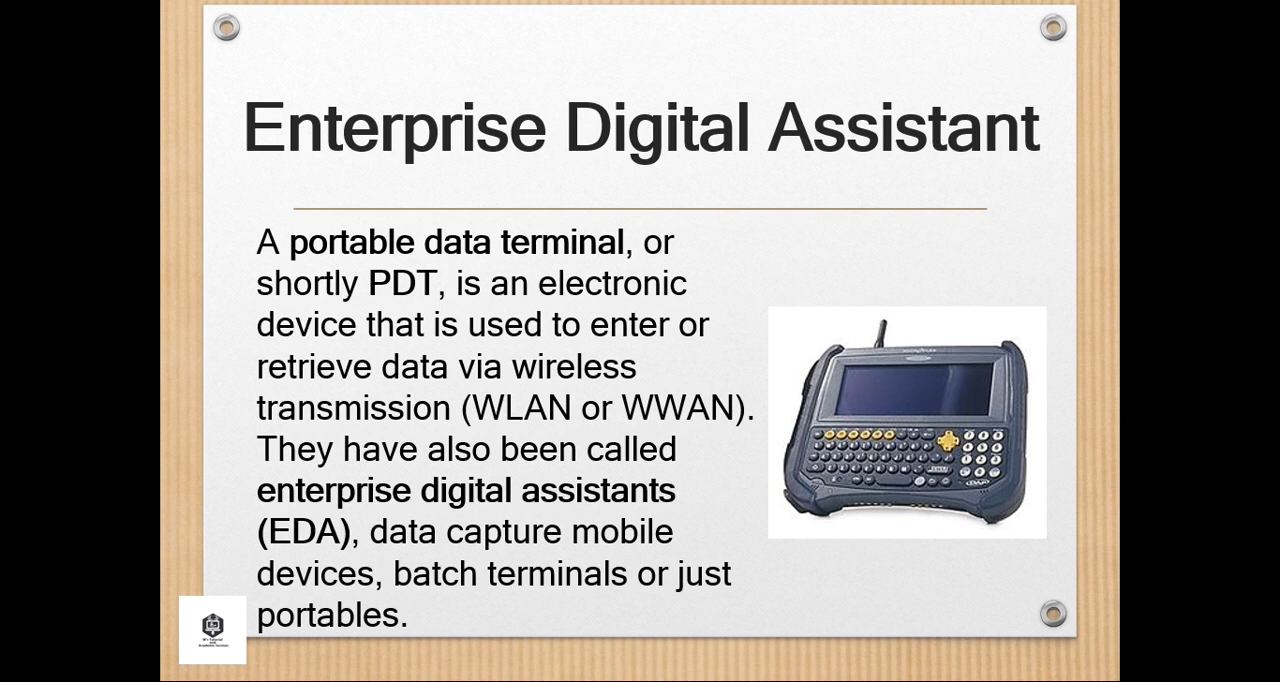 Enterprise Digital Assistant
A portable data terminal, or
shortly PDT, is an electronic
device that is used to enter or
retrieve data via wireless
transmission (WLAN or WWAN).
They have also been called
enterprise digital assistants
(EDA), data capture mobile
devices, batch terminals or just
portables.